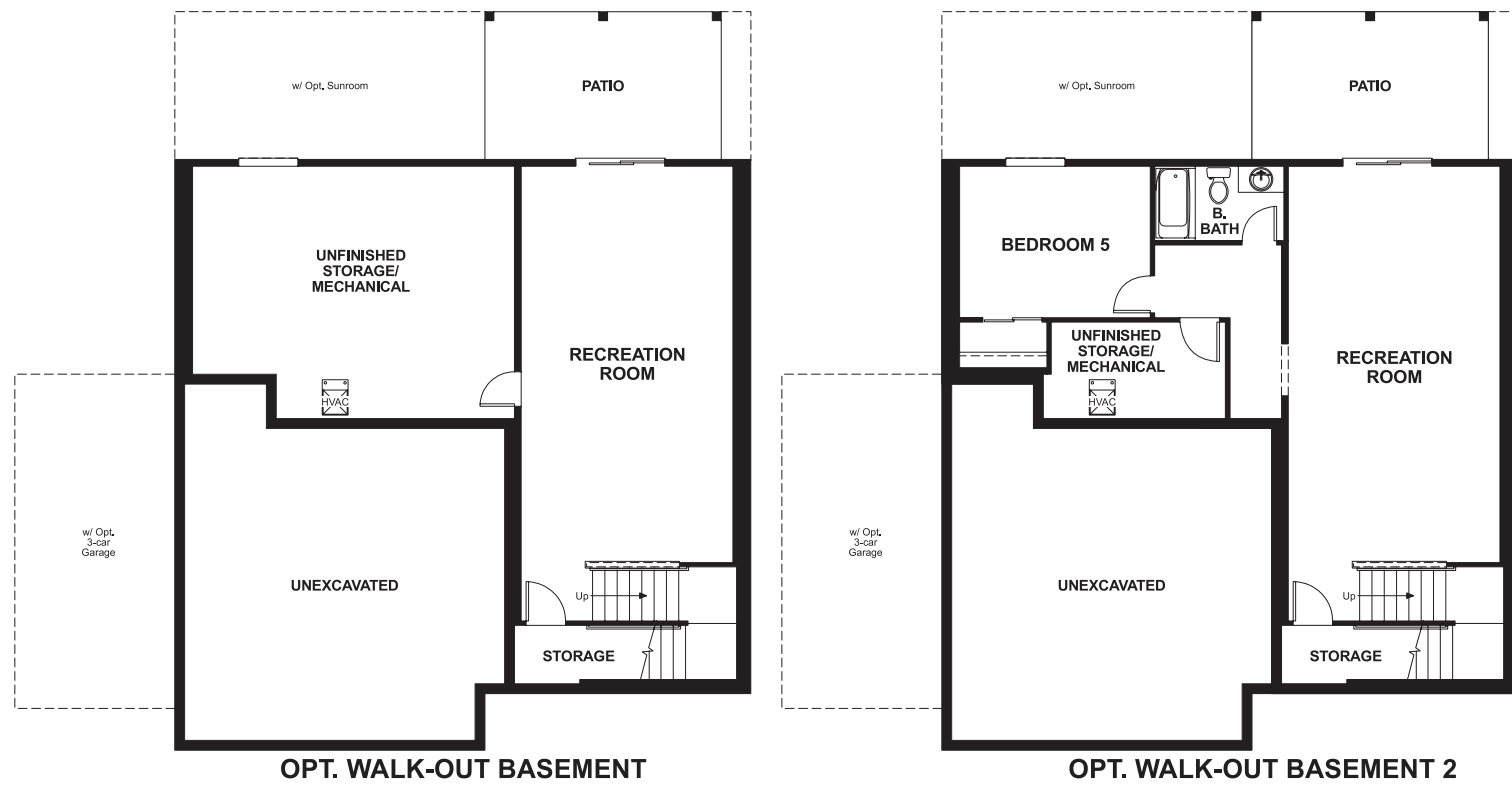 w/ Opt. Sunroom
PATIO
UNFINISHED
STORAGE/
MECHANICAL
RECREATION
ROOM
HVAC
w/ Opt.
3-car
Garage
UNEXCAVATED
Up
STORAGE
OPT. WALK-OUT BASEMENT
w/ Opt. Sunroom
PATIO
B.
BATH
BEDROOM 5
UNFINISHED
STORAGE/
MECHANICAL
RECREATION
ROOM
HVAC
w/ Opt.
3-car
Garage
UNEXCAVATED
Up
STORAGE
OPT. WALK-OUT BASEMENT 2